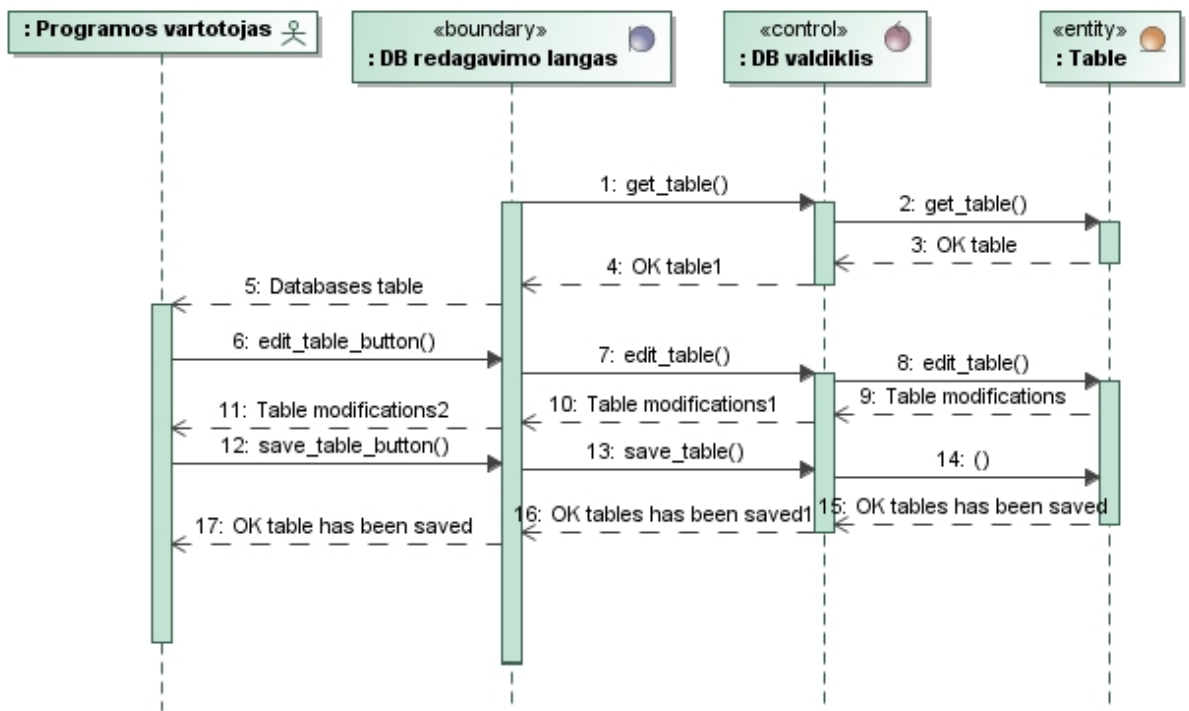 : Programos vartotojas
«boundary»
: DB redagavimo langas
«control»
: DB valdiklis
«entity»
: Table
1: get_table()
2: get_table()
3: OK table
4: OK table1
5: Databases table
6: edit_table_button()
7: edit_table()
8: edit_table()
9: Table modifications
10: Table modifications1
11: Table modifications2
12: save_table_button()
13: save_table()
14: ()
15: OK tables has been saved
16: OK tables has been saved1
17: OK table has been saved